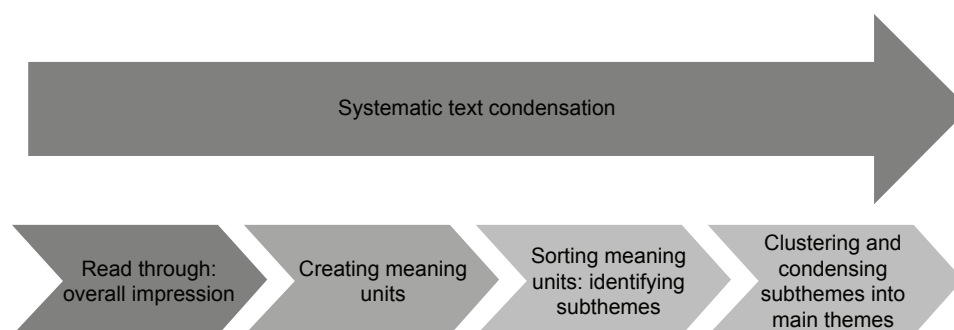 Systematic text condensation
Read through:
overall impression
Creating meaning
units
Sorting meaning
units: identifying
subthemes
Clustering and
condensing
subthemes into
main themes